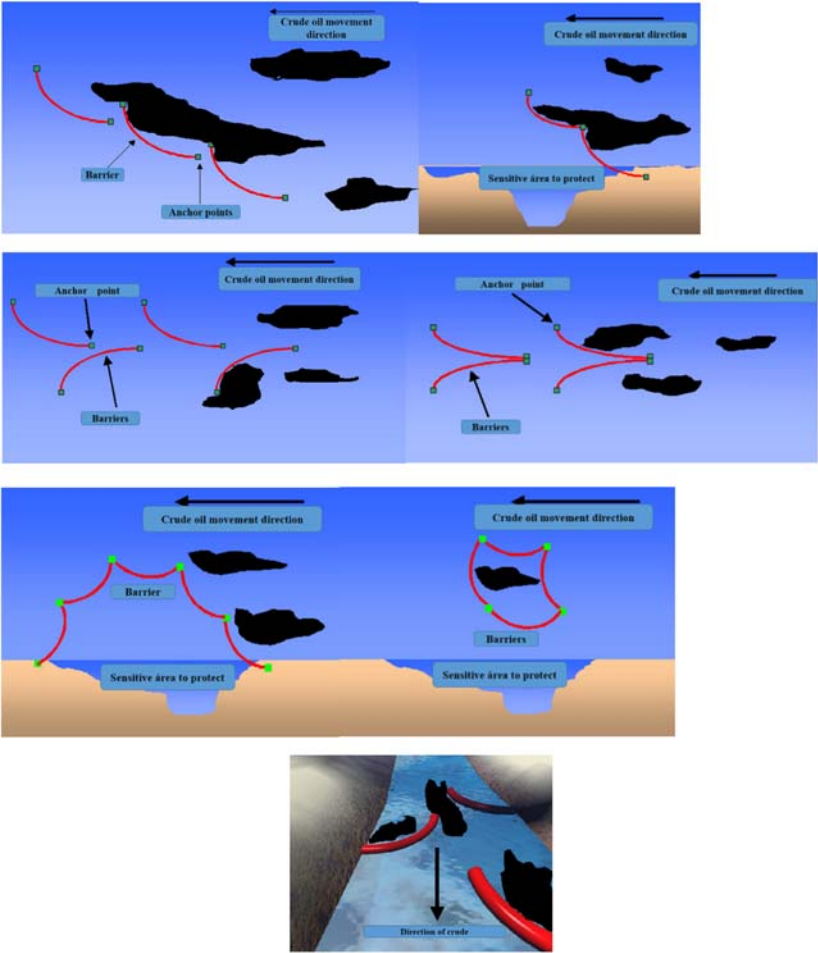 Crude oil movement
direction
Barrier
Anchor points
Crude oil movement direction
Sensitive área to protect
Crude oil movement direction
Anchor point
Barriers
Crude oil movement direction
Anchor point
Barriers
Crude oil movement direction
Barrier
Sensitive área to protect
Crude oil movement direction
Barriers
Sensitive área to protect
Direction of crude